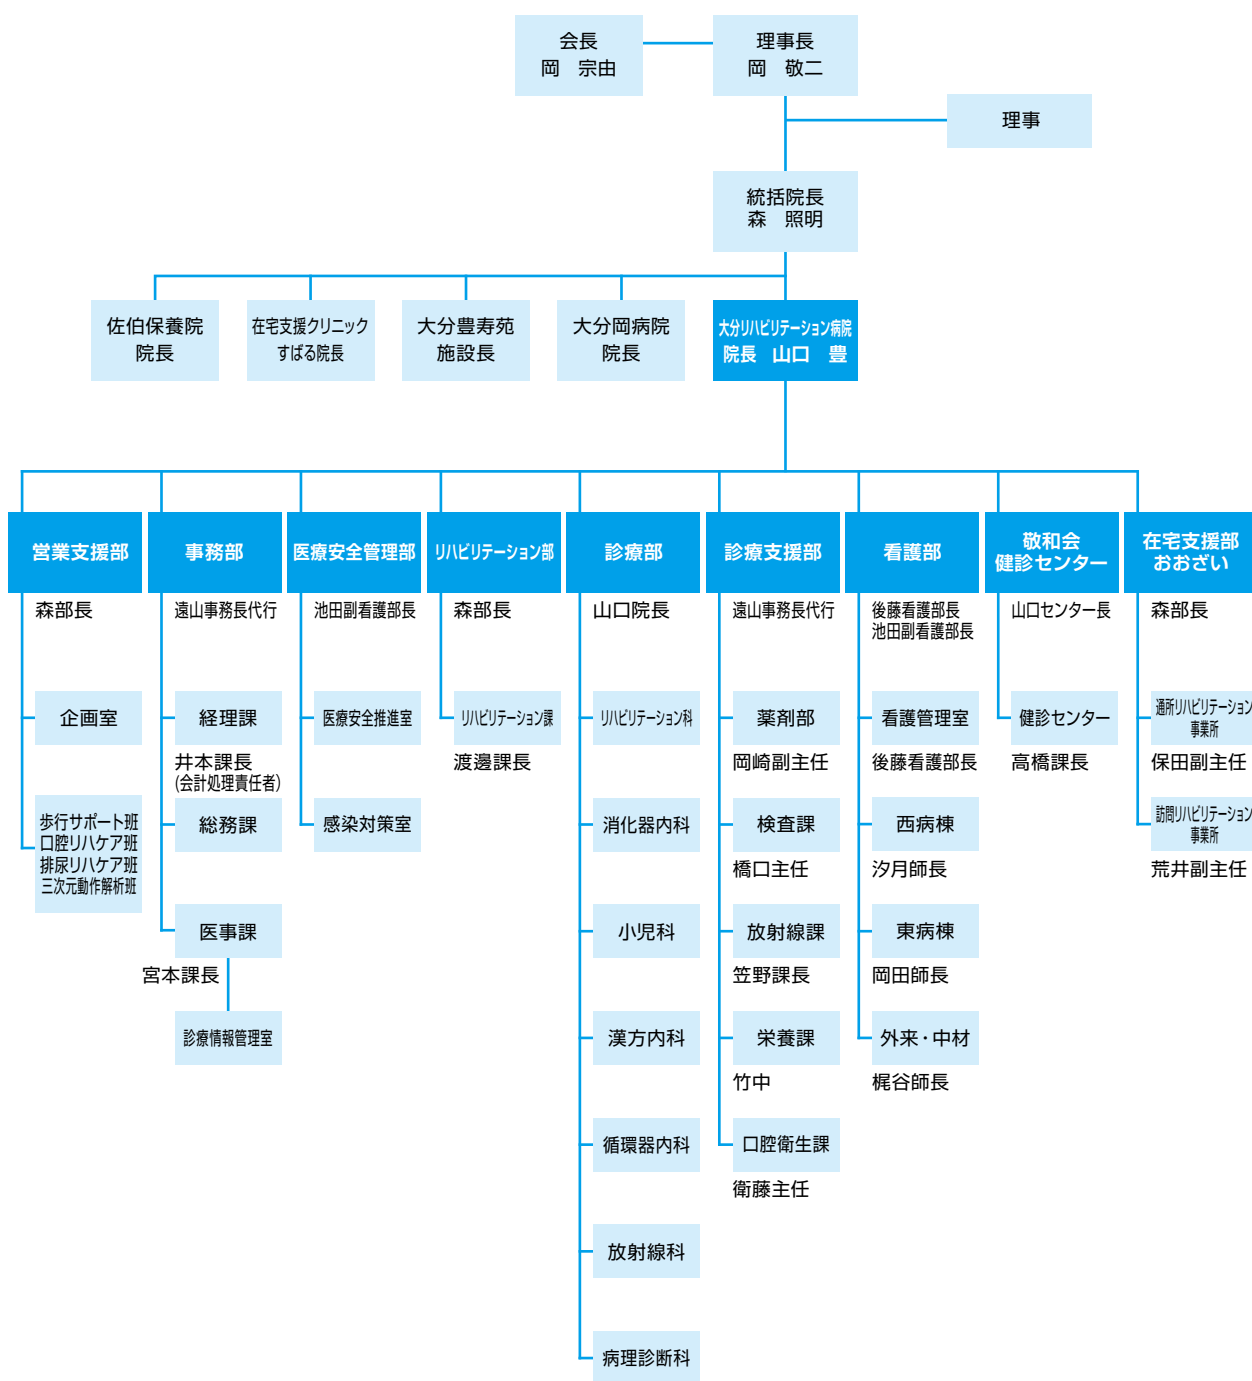 会長
岡　宗由
理事長
岡　敬二
理事
統括院長
森　照明
佐伯保養院
院長
在宅支援クリニック
すばる院長
大分豊寿苑
施設長
大分岡病院
院長
大分リハビリテーション病院
院長　山口　豊
営業支援部
森部長
企画室
歩行サポート班
口腔リハケア班
排尿リハケア班
三次元動作解析班
事務部
遠山事務長代行
経理課
井本課長
(会計処理責任者)
総務課
医事課
宮本課長
診療情報管理室
医療安全管理部
池田副看護部長
医療安全推進室
感染対策室
リハビリテーション部
森部長
リハビリテーション課
渡邊課長
診療部
山口院長
リハビリテーション科
消化器内科
小児科
漢方内科
循環器内科
放射線科
病理診断科
診療支援部
遠山事務長代行
薬剤部
岡崎副主任
検査課
橋口主任
放射線課
笠野課長
栄養課
竹中
口腔衛生課
衛藤主任
看護部
後藤看護部長
池田副看護部長
看護管理室
後藤看護部長
西病棟
汐月師長
東病棟
岡田師長
外来・中材
梶谷師長
敬和会
健診センター
山口センター長
健診センター
高橋課長
在宅支援部
おおざい
森部長
通所リハビリテーション
事業所
保田副主任
訪問リハビリテーション
事業所
荒井副主任